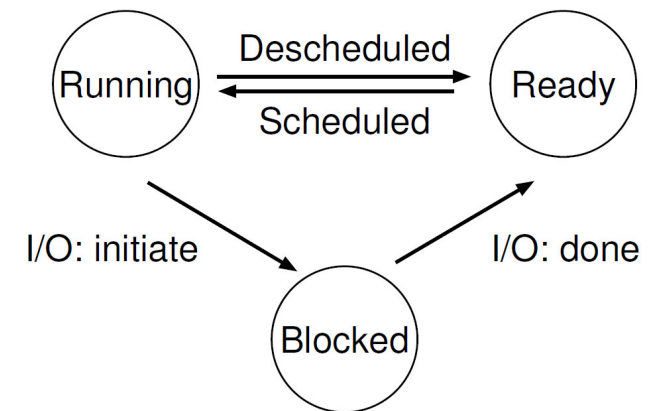 Descheduled
Running
Ready
Scheduled
I/O: initiate
I/O: done
Blocked